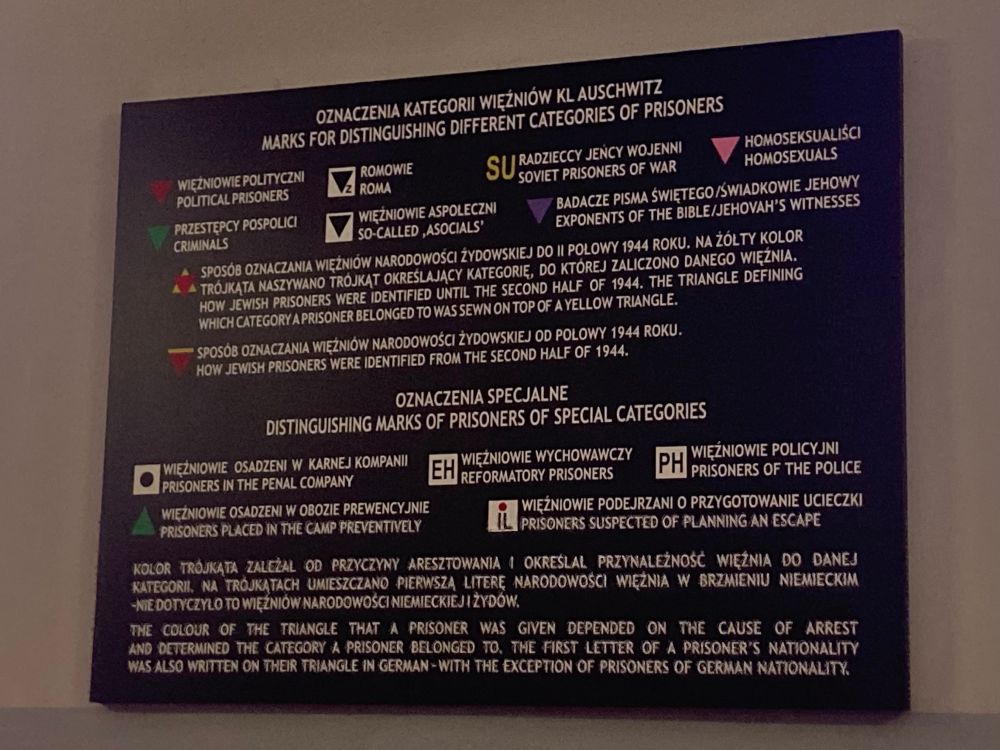 OZNACZENIA KATEGORII WIĘŹNIÓW KL AUSCHWITZ
MARKS FOR DISTINGUISHING DIFFERENT CATEGORIES OF PRISONERS
WIĘŹNIOWIE POLITYCZNI
POLITICAL PRISONERS
Z
ROMOWIE
ROMA
SU
RADZIECCY JEŃCY WOJENNI
SOVIET PRISONERS OF WAR
HOMOSEKSUALIŚCI
HOMOSEXUALS
PRZESTĘPCY POSPOLICI
CRIMINALS
WIĘŹNIOWIE ASPOŁECZNI
SO-CALLED ‚ASOCIALS'
BADACZE PISMA ŚWIĘTEGO/ŚWIADKOWIE JEHOWY
EXPONENTS OF THE BIBLE/JEHOVAH'S WITNESSES
SPOSÓB OZNACZANIA WIĘŹNIÓW NARODOWOŚCI ŻYDOWSKIEJ DO II POŁOWY 1944 ROKU. NA ŻÓŁTY KOLOR
TRÓJKĄTA NASZYWANO TRÓJKĄT OKREŚLAJĄCY KATEGORIĘ, DO KTÓREJ ZALICZONO DANEGO WIĘŹNIA.
HOW JEWISH PRISONERS WERE IDENTIFIED UNTIL THE SECOND HALF OF 1944. THE TRIANGLE DEFINING
WHICH CATEGORY A PRISONER BELONGED TO WAS SEWN ON TOP OF A YELLOW TRIANGLE.
SPOSÓB OZNACZANIA WIĘŹNIÓW NARODOWOŚCI ŻYDOWSKIEJ OD POŁOWY 1944 ROKU.
HOW JEWISH PRISONERS WERE IDENTIFIED FROM THE SECOND HALF OF 1944.
OZNACZENIA SPECJALNE
DISTINGUISHING MARKS OF PRISONERS OF SPECIAL CATEGORIES
WIĘŹNIOWIE OSADZENI W KARNEJ KOMPANII
PRISONERS IN THE PENAL COMPANY
EH
WIĘŹNIOWIE WYCHOWAWCZY
REFORMATORY PRISONERS
PH
WIĘŹNIOWIE POLICYJNI
PRISONERS OF THE POLICE
WIĘŹNIOWIE OSADZENI W OBOZIE PREWENCYJNIE
PRISONERS PLACED IN THE CAMP PREVENTIVELY
iL
WIĘŹNIOWIE PODEJRZANI O PRZYGOTOWANIE UCIECZKI
PRISONERS SUSPECTED OF PLANNING AN ESCAPE
KOLOR TRÓJKĄTA ZALEŻAŁ OD PRZYCZYNY ARESZTOWANIA I OKREŚLAŁ PRZYNALEŻNOŚĆ WIĘŹNIA DO DANEJ
KATEGORII. NA TRÓJKĄTACH UMIESZCZANO PIERWSZĄ LITERĘ NARODOWOŚCI WIĘŹNIA W BRZMIENIU NIEMIECKIM
-NIE DOTYCZYŁO TO WIĘŹNIÓW NARODOWOŚCI NIEMIECKIEJ I ŻYDÓW.
THE COLOUR OF THE TRIANGLE THAT A PRISONER WAS GIVEN DEPENDED ON THE CAUSE OF ARREST
AND DETERMINED THE CATEGORY A PRISONER BELONGED TO. THE FIRST LETTER OF A PRISONER'S NATIONALITY
WAS ALSO WRITTEN ON THEIR TRIANGLE IN GERMAN-WITH THE EXCEPTION OF PRISONERS OF GERMAN NATIONALITY.